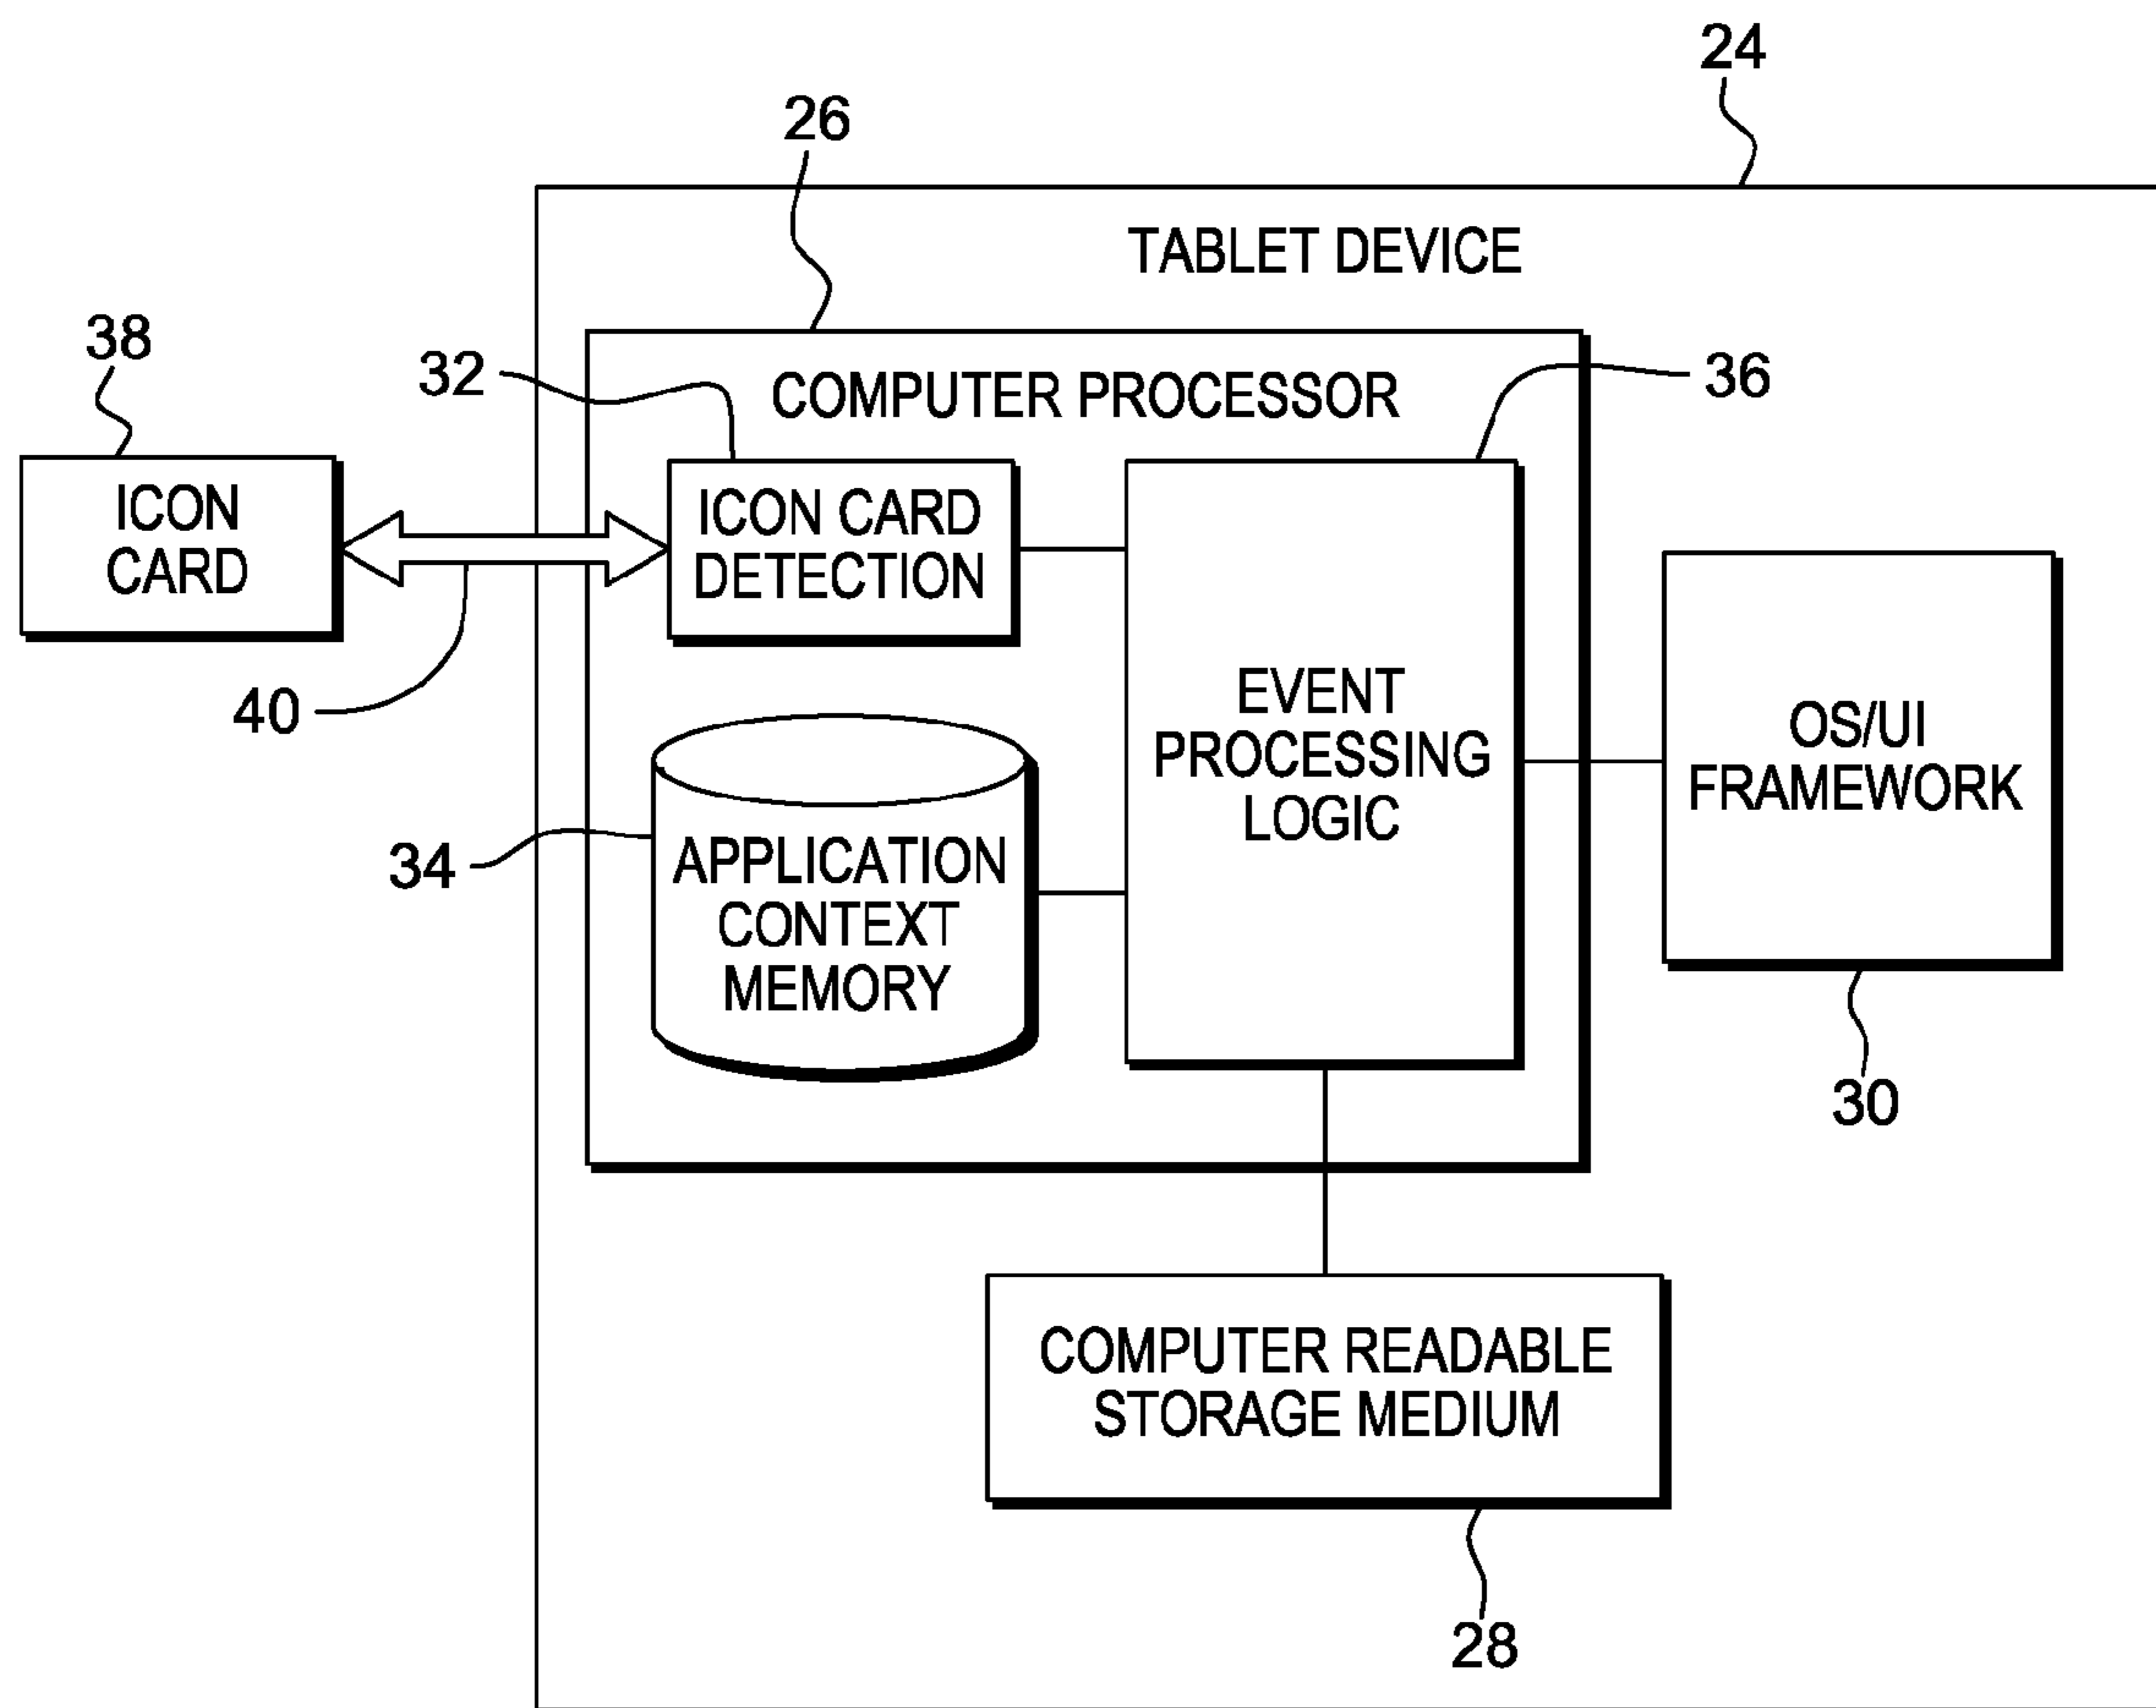 24
26
TABLET DEVICE
38
32
COMPUTER PROCESSOR
36
ICON
CARD
ICON CARD
DETECTION
40
EVENT
PROCESSING
LOGIC
OS/UI
FRAMEWORK
34
APPLICATION
CONTEXT
MEMORY
30
COMPUTER READABLE
STORAGE MEDIUM
28